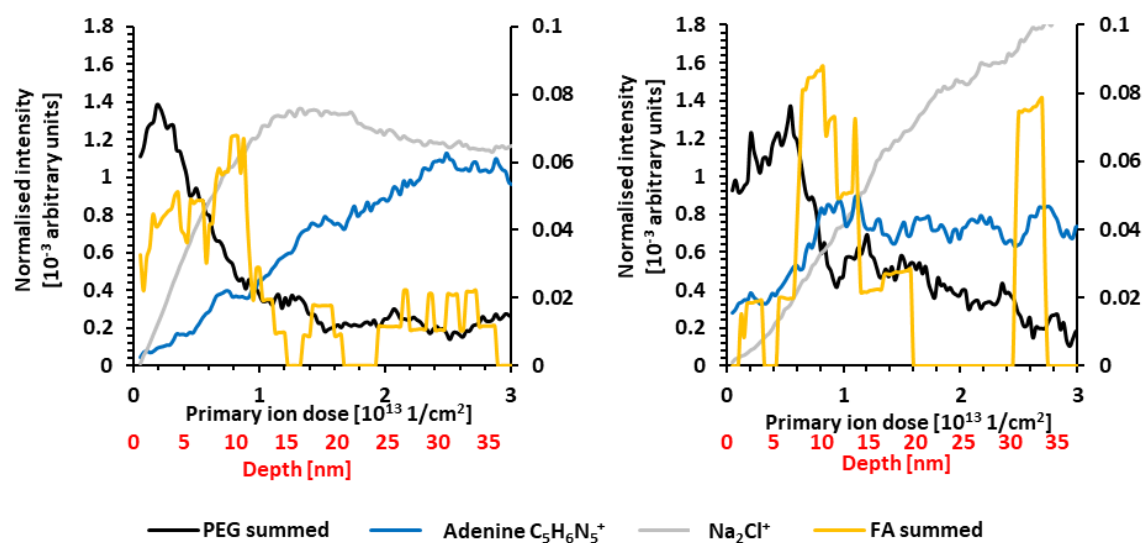 Normalised intensity
[10⁻³ arbitrary units]
1.8
1.6
1.4
1.2
1
0.8
0.6
0.4
0.2
0
0.1
0.08
0.06
0.04
0.02
0
0 1 2 3
Primary ion dose [10¹³ 1/cm²]
0 5 10 15 20 25 30 35
Depth [nm]
Normalised intensity
[10⁻³ arbitrary units]
1.8
1.6
1.4
1.2
1
0.8
0.6
0.4
0.2
0
0.1
0.08
0.06
0.04
0.02
0
0 1 2 3
Primary ion dose [10¹³ 1/cm²]
0 5 10 15 20 25 30 35
Depth [nm]
PEG summed Adenine C₅H₆N₅⁺ Na₂Cl⁺ FA summed